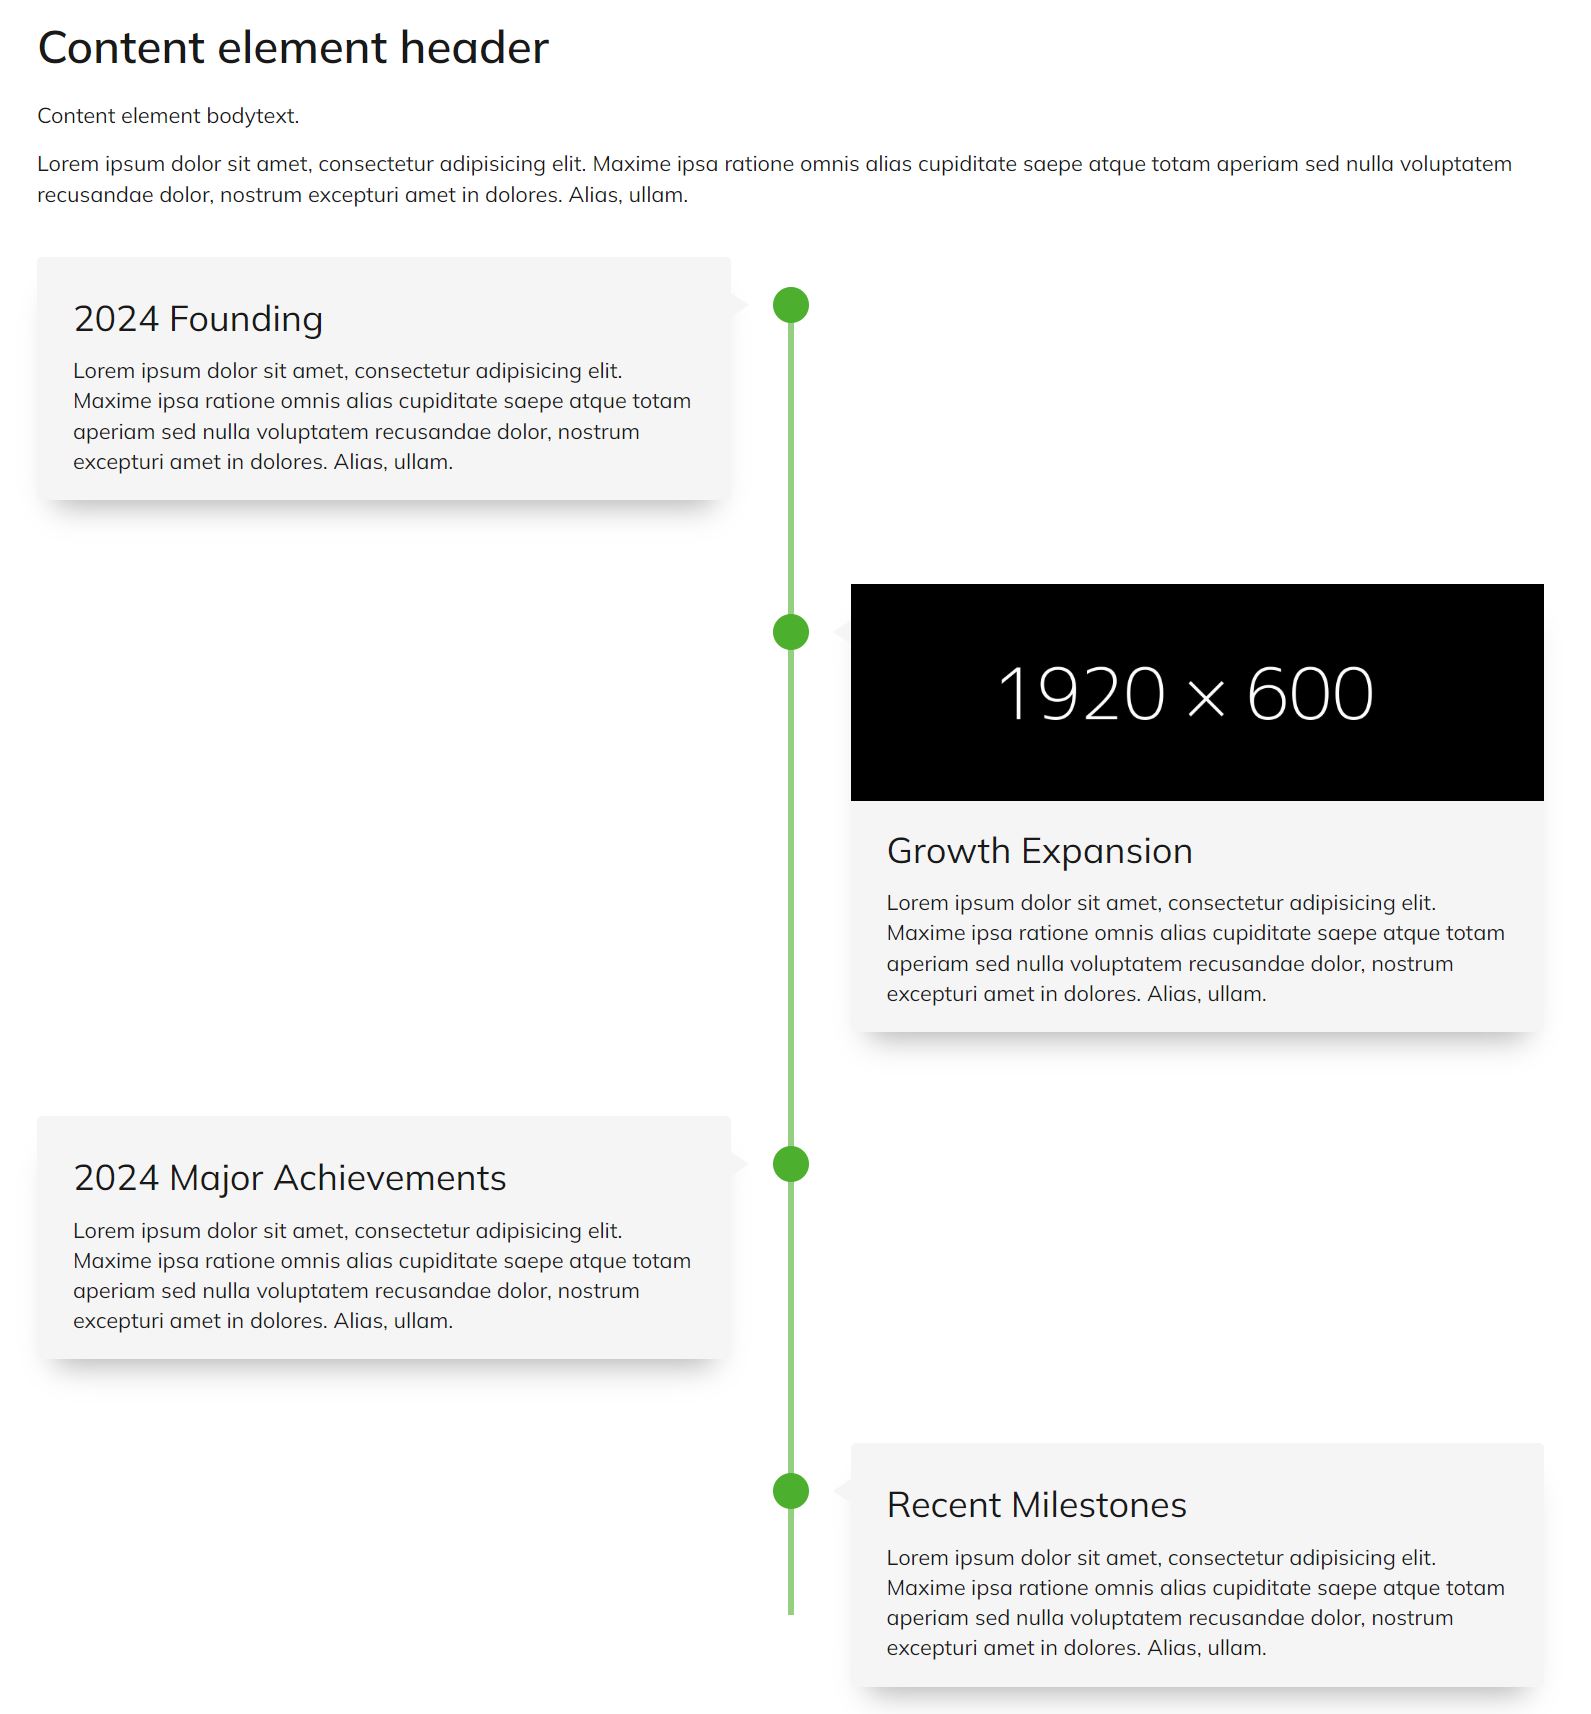 Content element header
Content element bodytext.
Lorem ipsum dolor sit amet, consectetur adipisicing elit. Maxime ipsa ratione omnis alias cupiditate saepe atque totam aperiam sed nulla voluptatem
recusandae dolor, nostrum excepturi amet in dolores. Alias, ullam.
2024 Founding
Lorem ipsum dolor sit amet, consectetur adipisicing elit.
Maxime ipsa ratione omnis alias cupiditate saepe atque totam
aperiam sed nulla voluptatem recusandae dolor, nostrum
excepturi amet in dolores. Alias, ullam.
1920 × 600
Growth Expansion
Lorem ipsum dolor sit amet, consectetur adipisicing elit.
Maxime ipsa ratione omnis alias cupiditate saepe atque totam
aperiam sed nulla voluptatem recusandae dolor, nostrum
excepturi amet in dolores. Alias, ullam.
2024 Major Achievements
Lorem ipsum dolor sit amet, consectetur adipisicing elit.
Maxime ipsa ratione omnis alias cupiditate saepe atque totam
aperiam sed nulla voluptatem recusandae dolor, nostrum
excepturi amet in dolores. Alias, ullam.
Recent Milestones
Lorem ipsum dolor sit amet, consectetur adipisicing elit.
Maxime ipsa ratione omnis alias cupiditate saepe atque totam
aperiam sed nulla voluptatem recusandae dolor, nostrum
excepturi amet in dolores. Alias, ullam.